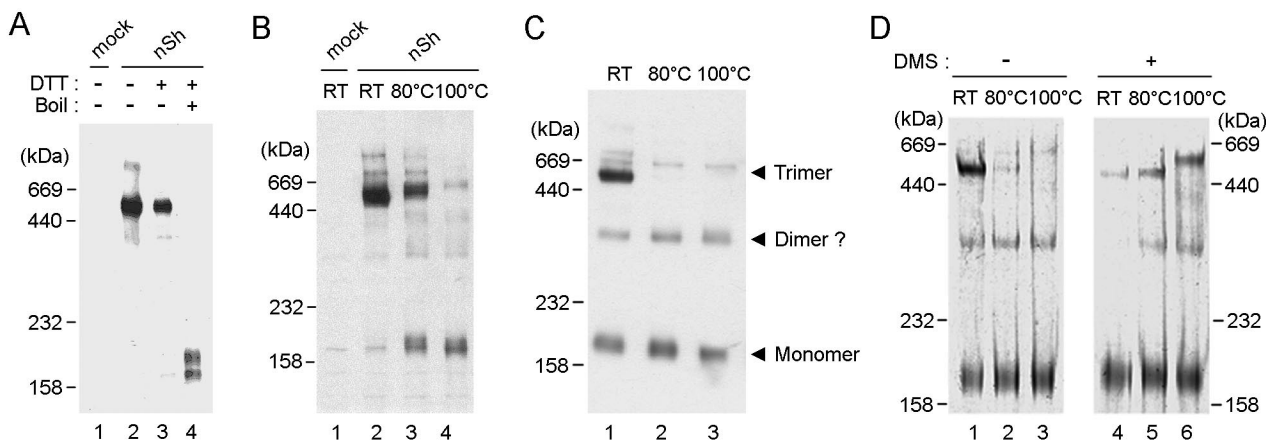 A
mock
nSh
DTT : - - + +
Boil : - - - +
(kDa)
669
440
232
158
1 2 3 4
B
mock
nSh
RT RT 80°C 100°C
(kDa)
669
440
232
158
1 2 3 4
C
RT 80°C 100°C
(kDa)
669
440
232
158
Trimer
Dimer ?
Monomer
1 2 3
D
DMS : - +
RT 80°C 100°C RT 80°C 100°C
(kDa) (kDa)
669 669
440 440
232 232
158 158
1 2 3 4 5 6